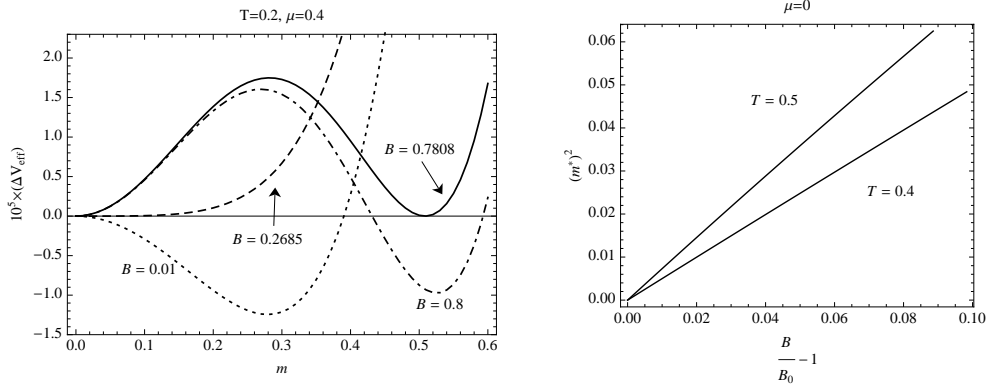 T=0.2, μ=0.4
2.0
1.5
1.0
0.5
0.0
−0.5
−1.0
−1.5
10⁵×(ΔV_eff)
B = 0.7808
B = 0.2685
B = 0.01
B = 0.8
0.0 0.1 0.2 0.3 0.4 0.5 0.6
m
μ=0
0.06
0.05
0.04
0.03
0.02
0.01
0.00
(m*)²
T = 0.5
T = 0.4
0.00 0.02 0.04 0.06 0.08 0.10
B/B₀ −1